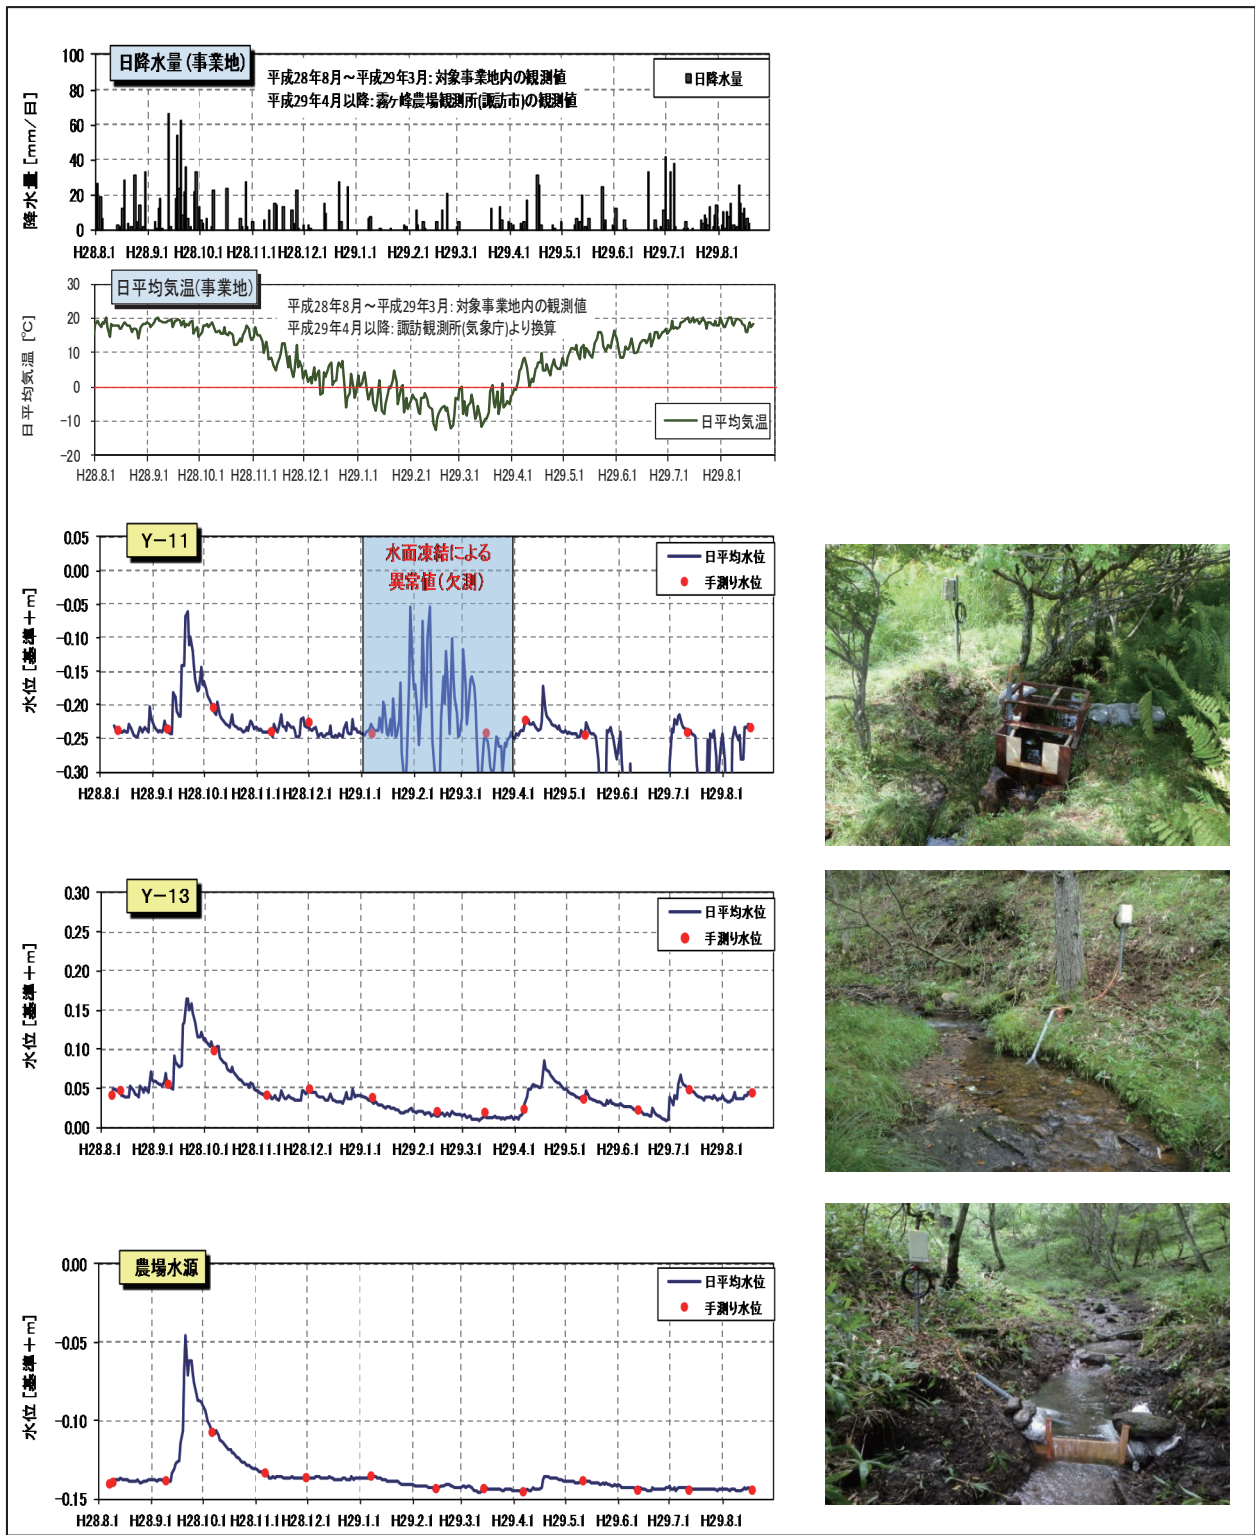 日降水量(事業地)
平成28年8月～平成29年3月: 対象事業地内の観測値
平成29年4月以降: 霧ヶ峰農場観測所(諏訪市)の観測値
日降水量
降水量 [mm/日]
100
80
60
40
20
0
H28.8.1 H28.9.1 H28.10.1 H28.11.1 H28.12.1 H29.1.1 H29.2.1 H29.3.1 H29.4.1 H29.5.1 H29.6.1 H29.7.1 H29.8.1
日平均気温(事業地)
平成28年8月～平成29年3月: 対象事業地内の観測値
平成29年4月以降: 諏訪観測所(気象庁)より換算
日平均気温
日平均気温 [℃]
30
20
10
0
-10
-20
H28.8.1 H28.9.1 H28.10.1 H28.11.1 H28.12.1 H29.1.1 H29.2.1 H29.3.1 H29.4.1 H29.5.1 H29.6.1 H29.7.1 H29.8.1
Y-11
水面凍結による
異常値(欠測)
日平均水位
手測り水位
水位 [基準+m]
0.05
0.00
-0.05
-0.10
-0.15
-0.20
-0.25
-0.30
H28.8.1 H28.9.1 H28.10.1 H28.11.1 H28.12.1 H29.1.1 H29.2.1 H29.3.1 H29.4.1 H29.5.1 H29.6.1 H29.7.1 H29.8.1
Y-13
日平均水位
手測り水位
水位 [基準+m]
0.30
0.25
0.20
0.15
0.10
0.05
0.00
H28.8.1 H28.9.1 H28.10.1 H28.11.1 H28.12.1 H29.1.1 H29.2.1 H29.3.1 H29.4.1 H29.5.1 H29.6.1 H29.7.1 H29.8.1
農場水源
日平均水位
手測り水位
水位 [基準+m]
0.00
-0.05
-0.10
-0.15
H28.8.1 H28.9.1 H28.10.1 H28.11.1 H28.12.1 H29.1.1 H29.2.1 H29.3.1 H29.4.1 H29.5.1 H29.6.1 H29.7.1 H29.8.1